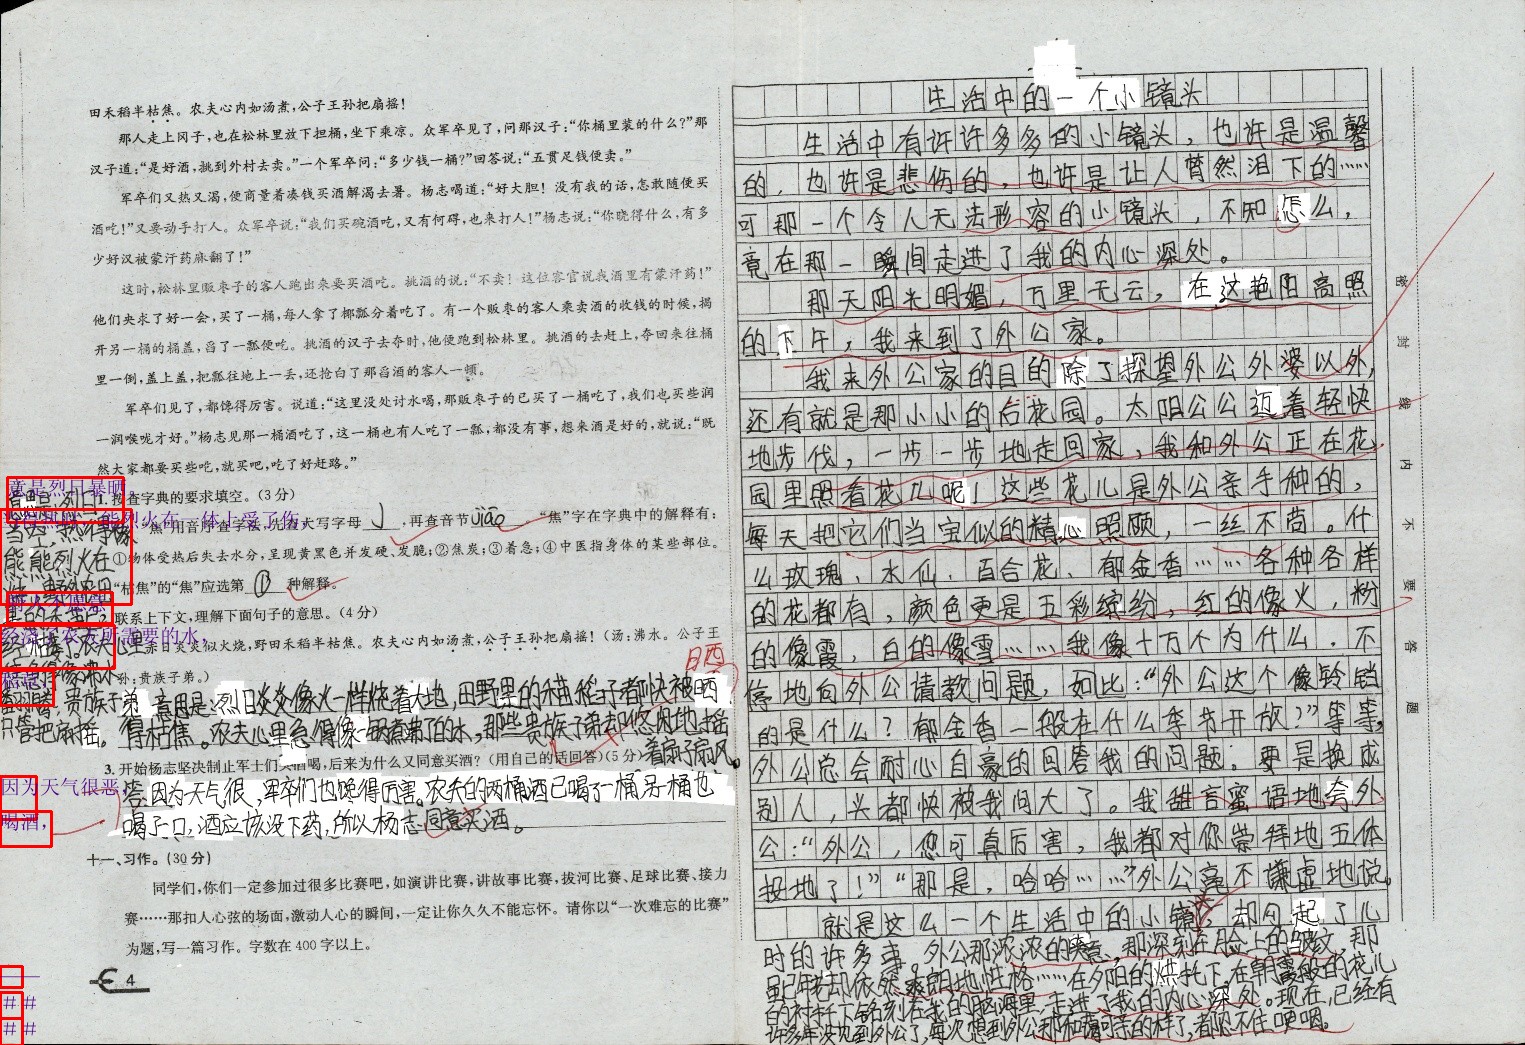 田禾稻半枯焦。农夫心内如汤煮,公子王孙把扇摇!
那人走上冈子,也在松林里放下担桶,坐下乘凉。众军卒见了,问那汉子:“你桶里装的什么?”那
汉子道:“是好酒,挑到外村去卖。”一个军卒问:“多少钱一桶?”回答说:“五贯足钱便卖。”
军卒们又热又渴,便商量着凑钱买酒解渴去暑。杨志喝道:“好大胆!没有我的话,怎敢随便买
酒吃!”又要动手打人。众军卒说:“我们买碗酒吃,又有何碍,也来打人!”杨志说:“你晓得什么,有多
少好汉被蒙汗药麻翻了!”
这时,松林里贩枣子的客人跑出来要买酒吃。挑酒的说:“不卖!这位客官说我酒里有蒙汗药!”
他们央求了好一会,买了一桶,每人拿了椰瓢分着吃了。有一个贩枣的客人乘卖酒的收钱的时候,揭
开另一桶的桶盖,舀了一瓢便吃。挑酒的汉子去夺时,他便跑到松林里。挑酒的去赶上,夺回来往桶
里一倒,盖上盖,把瓢往地上一丢,还抢白了那舀酒的客人一顿。
军卒们见了,都馋得厉害。说道:“这里没处讨水喝,那贩枣子的已买了一桶吃了,我们也买些润
一润喉咙才好。”杨志见那一桶酒吃了,这一桶也有人吃了一瓢,都没有事,想来酒是好的,就说:“既
然大家都要买些吃,就买吧,吃了好赶路。”
意是烈日暴晒
1. 按查字典的要求填空。(3分)
“焦”用音序查字法,先查大写字母 J ,再查音节 jiāo 。“焦”字在字典中的解释有:
①物体受热后失去水分,呈现黄黑色并发硬、发脆;②焦炭;③着急;④中医指身体的某些部位。
“枯焦”的“焦”应选第 ① 种解释。
联系上下文,理解下面句子的意思。(4分)
赤日炎炎似火烧,野田禾稻半枯焦。农夫心内如汤煮,公子王孙把扇摇!(汤:沸水。公子王
孙:贵族子弟。)
意思是:烈日炎炎像火一样烧着大地,田野里的稻子都快被晒
得枯焦。农夫心里急得像一锅煮沸了的水,那些贵族子弟却悠闲地摇
着扇子扇风。
只管把扇摇。
3. 开始杨志坚决制止军士们买酒喝,后来为什么又同意买酒?(用自己的话回答)(5分)
因为天气很恶,
答:因为天气很,军卒们也馋得厉害。农夫的两桶酒已喝了一桶,另一桶也
喝酒,
喝了一口,酒应该没下药,所以杨志同意买酒。
十一、习作。(30分)
同学们,你们一定参加过很多比赛吧,如演讲比赛,讲故事比赛,拔河比赛、足球比赛、接力
赛……那扣人心弦的场面,激动人心的瞬间,一定让你久久不能忘怀。请你以“一次难忘的比赛”
为题,写一篇习作。字数在400字以上。
4
##
##
生活中的一个小镜头
生活中有许许多多的小镜头,也许是温馨
的,也许是悲伤的,也许是让人潸然泪下的……
可那一个令人无法形容的小镜头,不知怎么,
竟在那一瞬间走进了我的内心深处。
那天阳光明媚,万里无云,在这艳阳高照
的下午,我来到了外公家。
我来外公家的目的除了探望外公外婆以外,
还有就是那小小的后花园。太阳公公迈着轻快
地步伐,一步一步地走回家,我和外公正在花
园里照看花儿呢!这些花儿是外公亲手种的,
每天把它们当宝似的精心照顾,一丝不苟。什
么玫瑰、水仙、百合花、郁金香……各种各样
的花都有,颜色更是五彩缤纷,红的像火,粉
的像霞,白的像雪……我像十万个为什么,不
停地向外公请教问题,如比:“外公这个像铃铛
的是什么?郁金香一般在什么季节开放?”等等,
外公总会耐心自豪的回答我的问题;要是换成
别人,头都快被我问大了。我甜言蜜语地会外
公:“外公,您可真厉害,我都对你崇拜地五体
投地了!”“那是,哈哈……”外公毫不谦虚地说。
就是这么一个生活中的小镜头,却勾起了儿
时的许多事,外公那浓浓的笑意,那深刻在脸上的皱纹,那
虽已年老却依然爽朗地性格……在夕阳的烘托下,在朝霞般的花儿
的衬托下铭刻在我的脑海里,走进了我的内心深处。现在,已经有
许多年没见到外公了,每次想到外公那和蔼可亲的样子,都忍不住哽咽。
密封线内不要答题